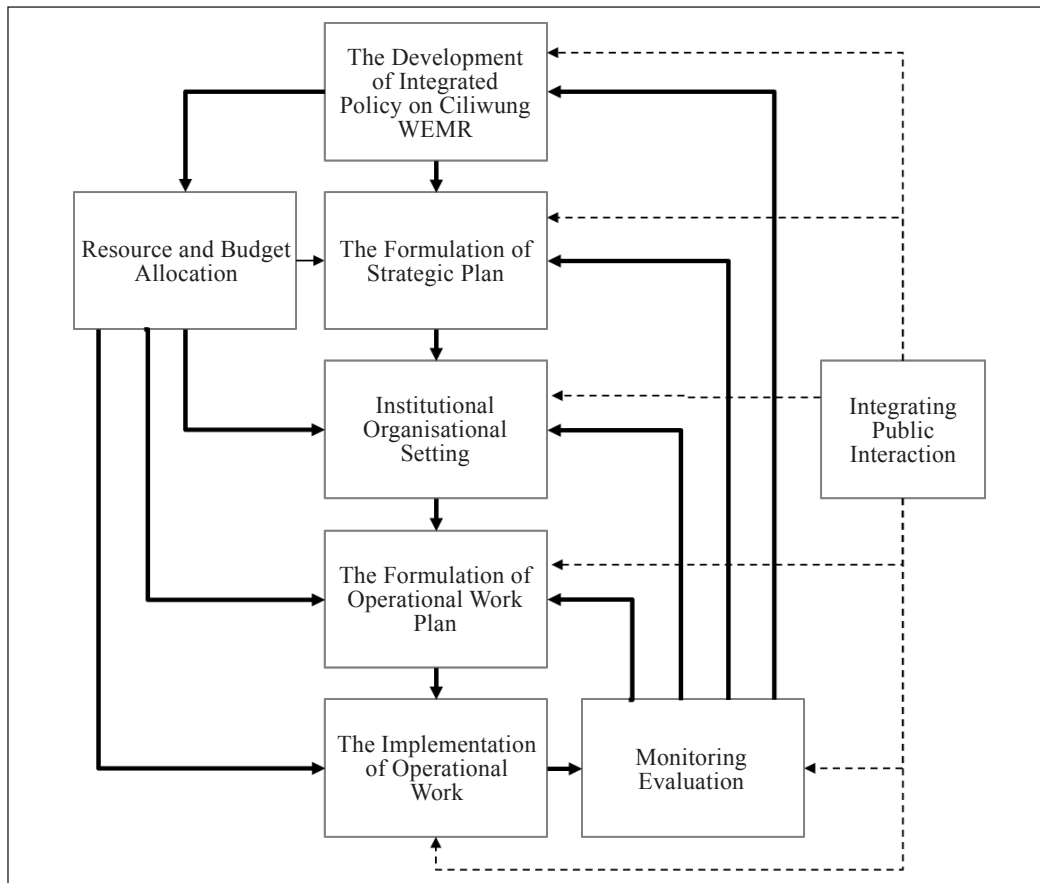 The Development
of Integrated
Policy on Ciliwung
WEMR
Resource and Budget
Allocation
The Formulation of
Strategic Plan
Institutional
Organisational
Setting
Integrating
Public
Interaction
The Formulation of
Operational Work
Plan
The Implementation
of Operational
Work
Monitoring
Evaluation